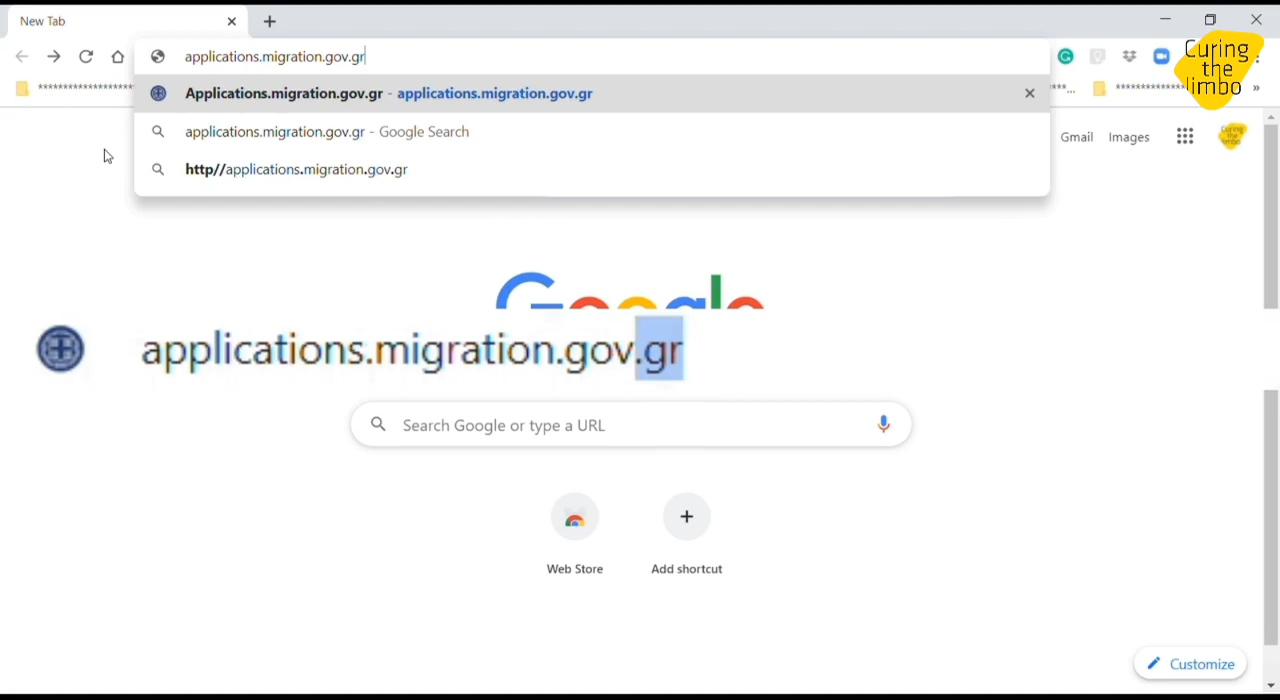 New Tab
applications.migration.gov.gr
Curing
the
limbo
Applications.migration.gov.gr - applications.migration.gov.gr
applications.migration.gov.gr - Google Search
http//applications.migration.gov.gr
Gmail Images
Google
applications.migration.gov.gr
Search Google or type a URL
Web Store Add shortcut
Customize